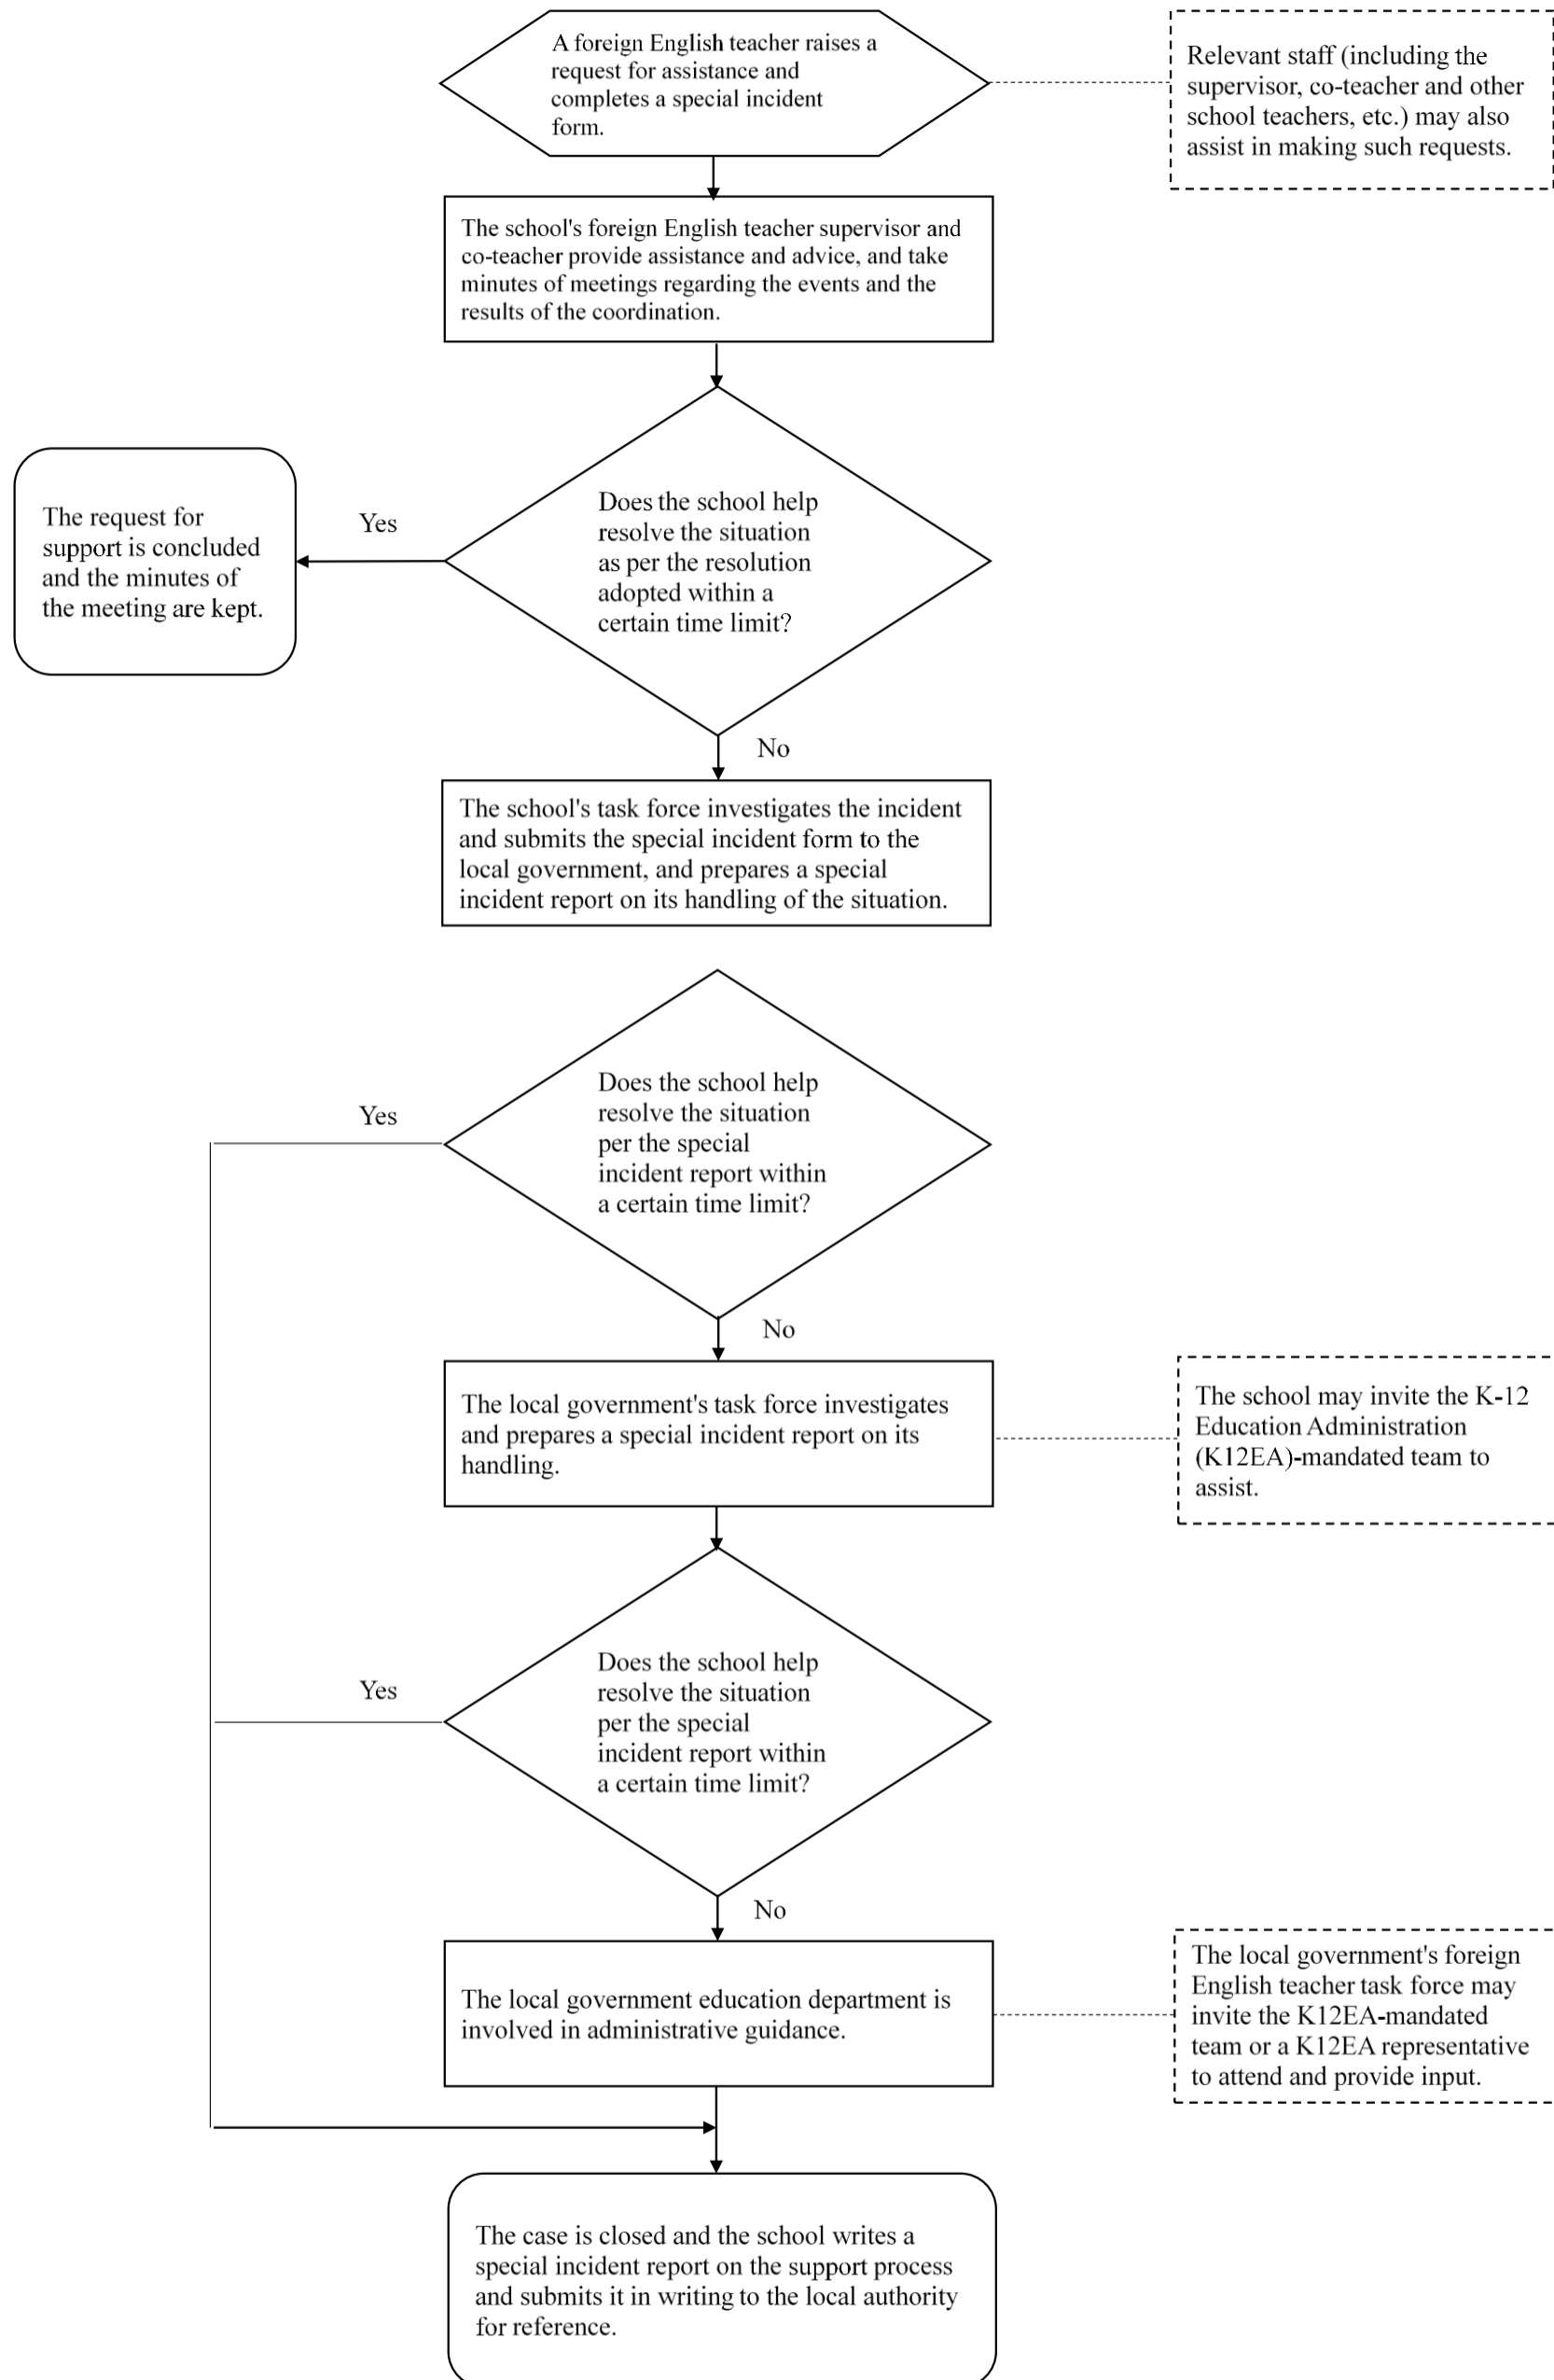 A foreign English teacher raises a
request for assistance and
completes a special incident
form.
Relevant staff (including the
supervisor, co-teacher and other
school teachers, etc.) may also
assist in making such requests.
The school's foreign English teacher supervisor and
co-teacher provide assistance and advice, and take
minutes of meetings regarding the events and the
results of the coordination.
Does the school help
resolve the situation
as per the resolution
adopted within a
certain time limit?
Yes
The request for
support is concluded
and the minutes of
the meeting are kept.
No
The school's task force investigates the incident
and submits the special incident form to the
local government, and prepares a special
incident report on its handling of the situation.
Does the school help
resolve the situation
per the special
incident report within
a certain time limit?
Yes
No
The local government's task force investigates
and prepares a special incident report on its
handling.
The school may invite the K-12
Education Administration
(K12EA)-mandated team to
assist.
Does the school help
resolve the situation
per the special
incident report within
a certain time limit?
Yes
No
The local government education department is
involved in administrative guidance.
The local government's foreign
English teacher task force may
invite the K12EA-mandated
team or a K12EA representative
to attend and provide input.
The case is closed and the school writes a
special incident report on the support process
and submits it in writing to the local authority
for reference.